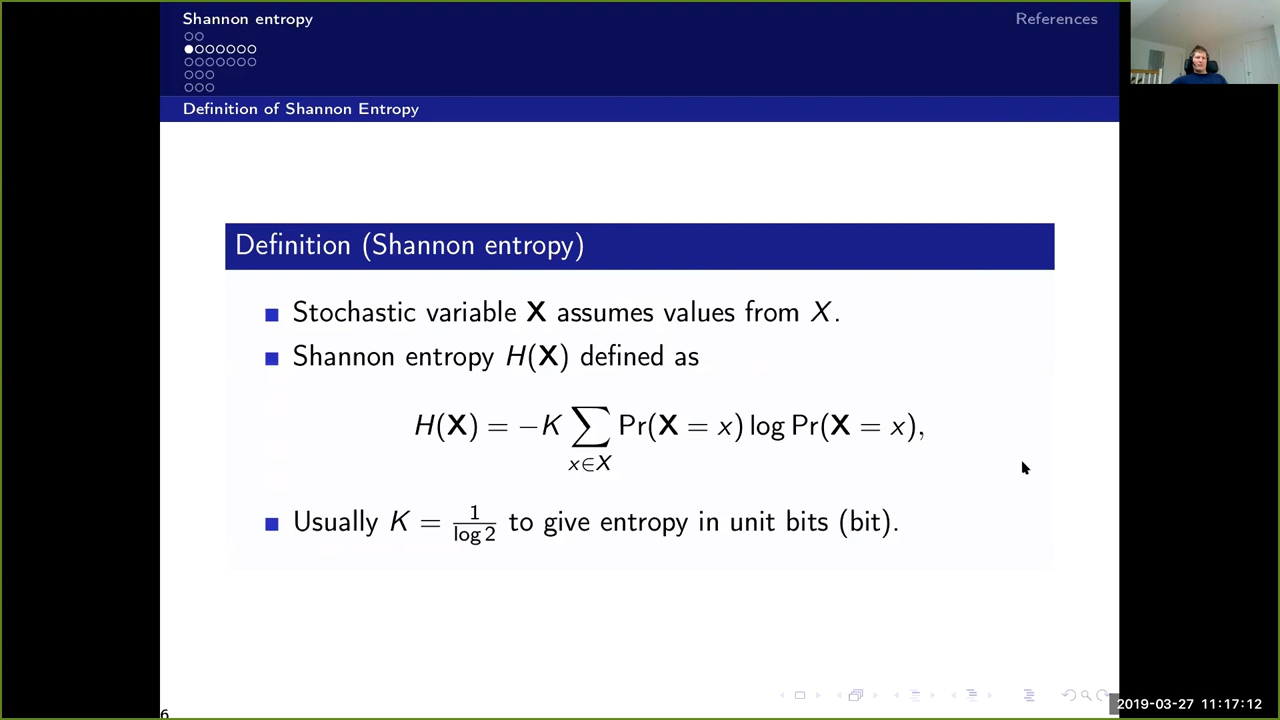 Shannon entropy
References
Definition of Shannon Entropy
Definition (Shannon entropy)
Stochastic variable X assumes values from X.
Shannon entropy H(X) defined as
H(X) = −K ∑ Pr(X = x) log Pr(X = x),
x∈X
Usually K = 1/log 2 to give entropy in unit bits (bit).
6
2019-03-27 11:17:12